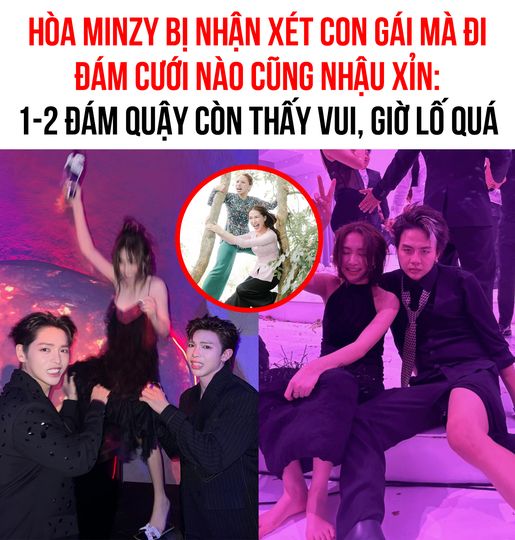 HÒA MINZY BỊ NHẬN XÉT CON GÁI MÀ ĐI
ĐÁM CƯỚI NÀO CŨNG NHẬU XỈN:
1-2 ĐÁM QUẬY CÒN THẤY VUI, GIỜ LỐ QUÁ